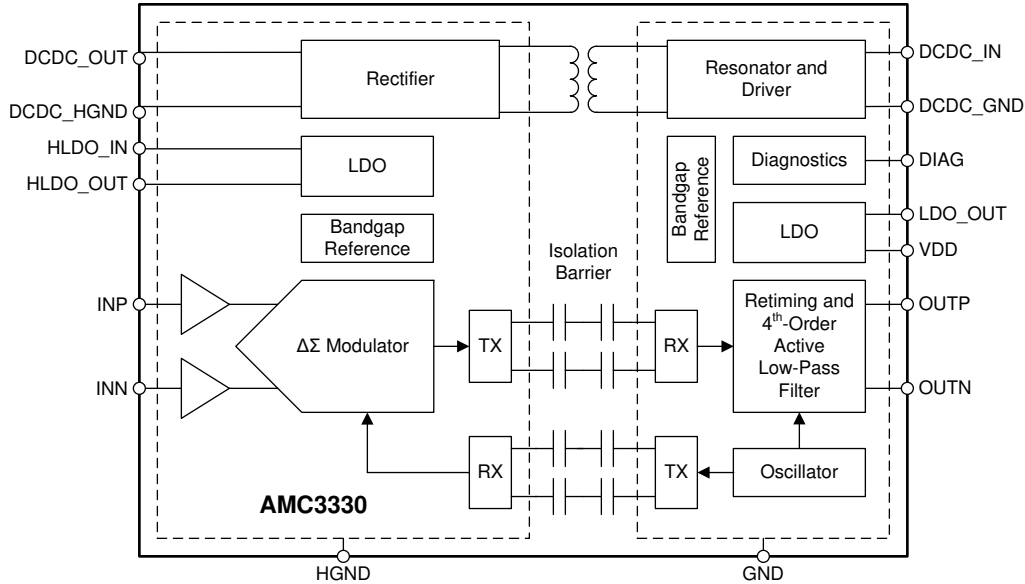 DCDC_OUT
DCDC_HGND
HLDO_IN
HLDO_OUT
INP
INN
Rectifier
LDO
Bandgap
Reference
ΔΣ Modulator
TX
RX
AMC3330
HGND
Isolation
Barrier
Resonator and
Driver
Bandgap
Reference
Diagnostics
LDO
RX
Retiming and
4th-Order
Active
Low-Pass
Filter
TX
Oscillator
DCDC_IN
DCDC_GND
DIAG
LDO_OUT
VDD
OUTP
OUTN
GND